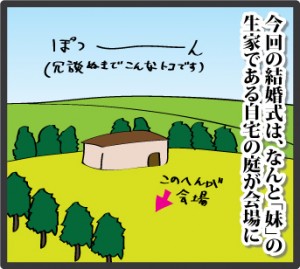 今回の結婚式は、なんと「妹」の
生家である自宅の庭が会場に
ぽつ―――ん
(冗談ぬきでこんなトコです)
このへんが
会場